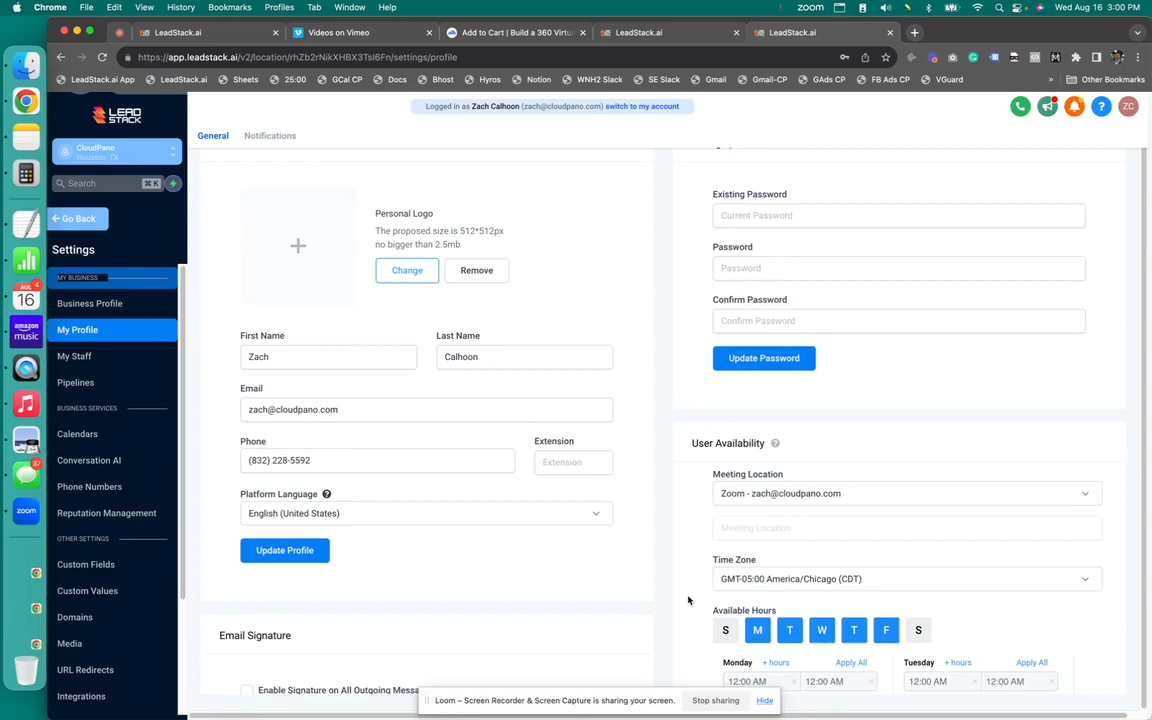 Chrome File Edit View History Bookmarks Profiles Tab Window Help zoom Wed Aug 16 3:00 PM
LeadStack.ai Videos on Vimeo Add to Cart | Build a 360 Virtu LeadStack.ai LeadStack.ai
https://app.leadstack.ai/v2/location/rh2rNikXHBX3TsI6Fn/settings/profile
LeadStack.ai App LeadStack.ai Sheets 25:00 GCal CP Docs Bhost Hyros Notion WNH2 Slack SE Slack Gmail Gmail-CP GAds CP FB Ads CP VGuard » Other Bookmarks
LEAD
STACK
Logged in as Zach Calhoon (zach@cloudpano.com) switch to my account
ZC
General Notifications
CloudPano
Houston, TX
Search ⌘ K
Go Back
Settings
MY BUSINESS
Business Profile
My Profile
My Staff
Pipelines
BUSINESS SERVICES
Calendars
Conversation AI
Phone Numbers
Reputation Management
OTHER SETTINGS
Custom Fields
Custom Values
Domains
Media
URL Redirects
Integrations
Personal Logo
The proposed size is 512*512px
no bigger than 2.5mb
Change Remove
First Name Last Name
Zach Calhoon
Email
zach@cloudpano.com
Phone Extension
(832) 228-5592 Extension
Platform Language
English (United States)
Update Profile
Email Signature
Enable Signature on All Outgoing Messa
Existing Password
Current Password
Password
Password
Confirm Password
Confirm Password
Update Password
User Availability
Meeting Location
Zoom - zach@cloudpano.com
Meeting Location
Time Zone
GMT-05:00 America/Chicago (CDT)
Available Hours
S M T W T F S
Monday + hours Apply All Tuesday + hours Apply All
12:00 AM 12:00 AM 12:00 AM 12:00 AM
Loom – Screen Recorder & Screen Capture is sharing your screen. Stop sharing Hide
AUG
16
4
amazon
music
37
zoom